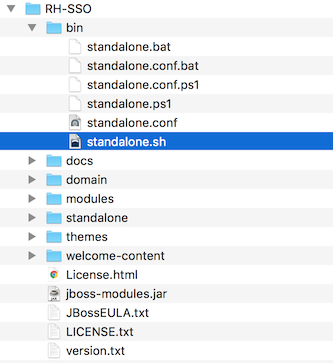 RH-SSO
bin
standalone.bat
standalone.conf.bat
standalone.conf.ps1
standalone.ps1
standalone.conf
standalone.sh
docs
domain
modules
standalone
themes
welcome-content
License.html
jboss-modules.jar
JBossEULA.txt
LICENSE.txt
version.txt